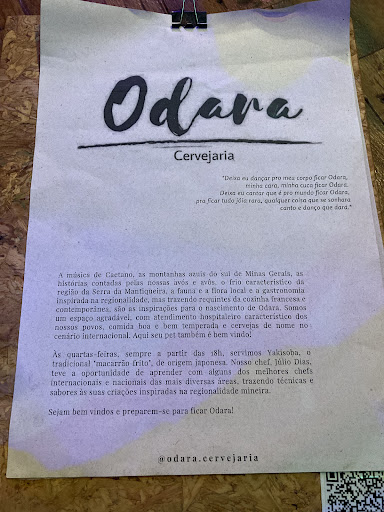 Odara
Cervejaria
"Deixa eu dançar pro meu corpo ficar Odara,
minha cara, minha cuca ficar Odara.
Deixa eu cantar que é pro mundo ficar Odara,
pra ficar tudo jóia rara, qualquer coisa que se sonhara
canto e danço que dará."
A música de Caetano, as montanhas azuis do sul de Minas Gerais, as
histórias contadas pelas nossas avós e avôs, o frio característico da
região da Serra da Mantiqueira, a fauna e a flora local e a gastronomia
inspirada na regionalidade, mas trazendo requintes da cozinha francesa e
contemporânea, são as inspirações para o nascimento de Odara. Somos
um espaço agradável, com atendimento hospitaleiro característico dos
nossos povos, comida boa e bem temperada e cervejas de nome no
cenário internacional. Aqui seu pet também é bem vindo!
Às quartas-feiras, sempre a partir das 18h, servimos Yakisoba, o
tradicional "macarrão frito", de origem japonesa. Nosso chef, Júlio Dias,
teve a oportunidade de aprender com alguns dos melhores chefs
internacionais e nacionais das mais diversas áreas, trazendo técnicas e
sabores às suas criações inspiradas na regionalidade mineira.
Sejam bem vindos e preparem-se para ficar Odara!
@odara.cervejaria